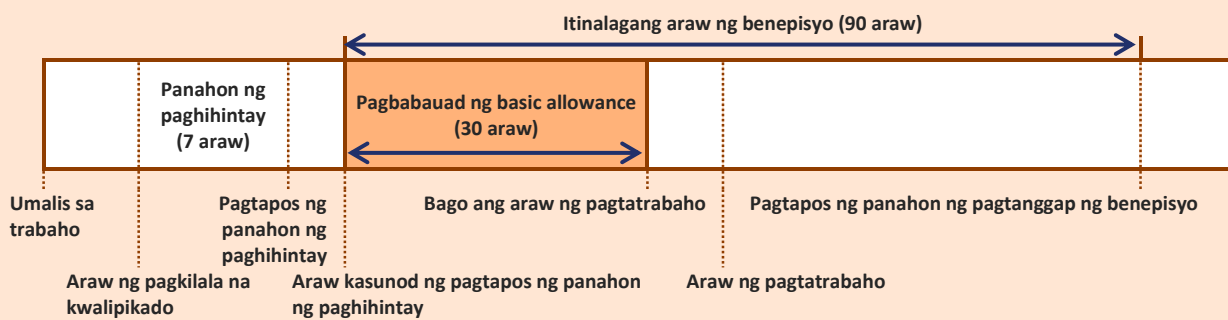 Itinalagang araw ng benepisyo (90 araw)
Panahon ng
paghihintay
(7 araw)
Pagbabauad ng basic allowance
(30 araw)
Umalis sa
trabaho
Pagtapos ng
panahon ng
paghihintay
Bago ang araw ng pagtatrabaho
Pagtapos ng panahon ng pagtanggap ng benepisyo
Araw ng pagkilala na
kwalipikado
Araw kasunod ng pagtapos ng panahon
ng paghihintay
Araw ng pagtatrabaho